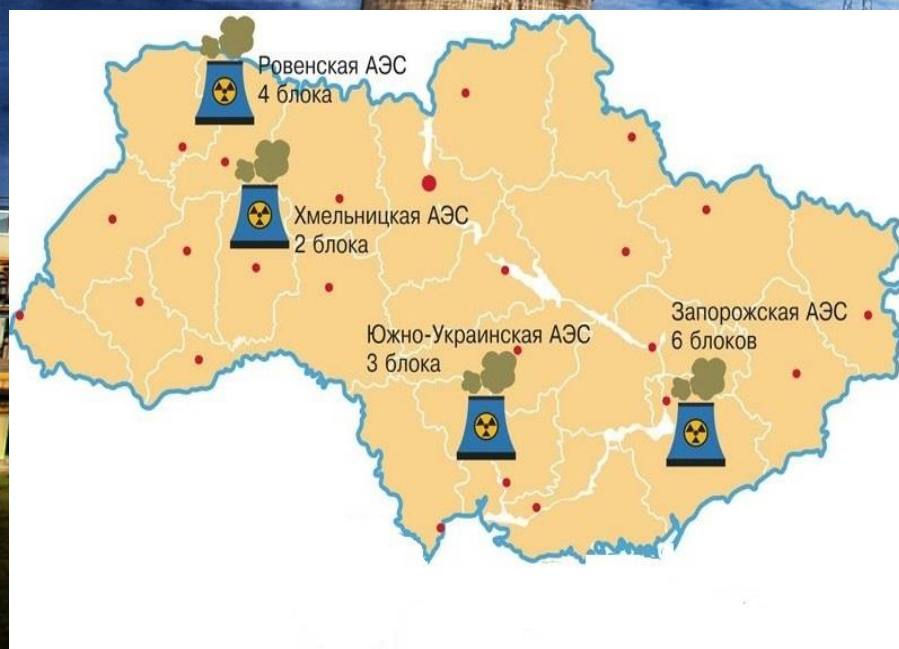 Ровенская АЭС
4 блока
Хмельницкая АЭС
2 блока
Южно-Украинская АЭС
3 блока
Запорожская АЭС
6 блоков